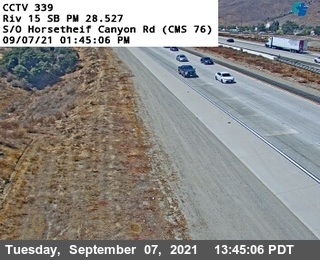 CCTV 339
Riv 15 SB PM 28.527
S/O Horsetheif Canyon Rd (CMS 76)
09/07/21 01:45:06 PM
Tuesday, September 07, 2021 13:45:06 PDT